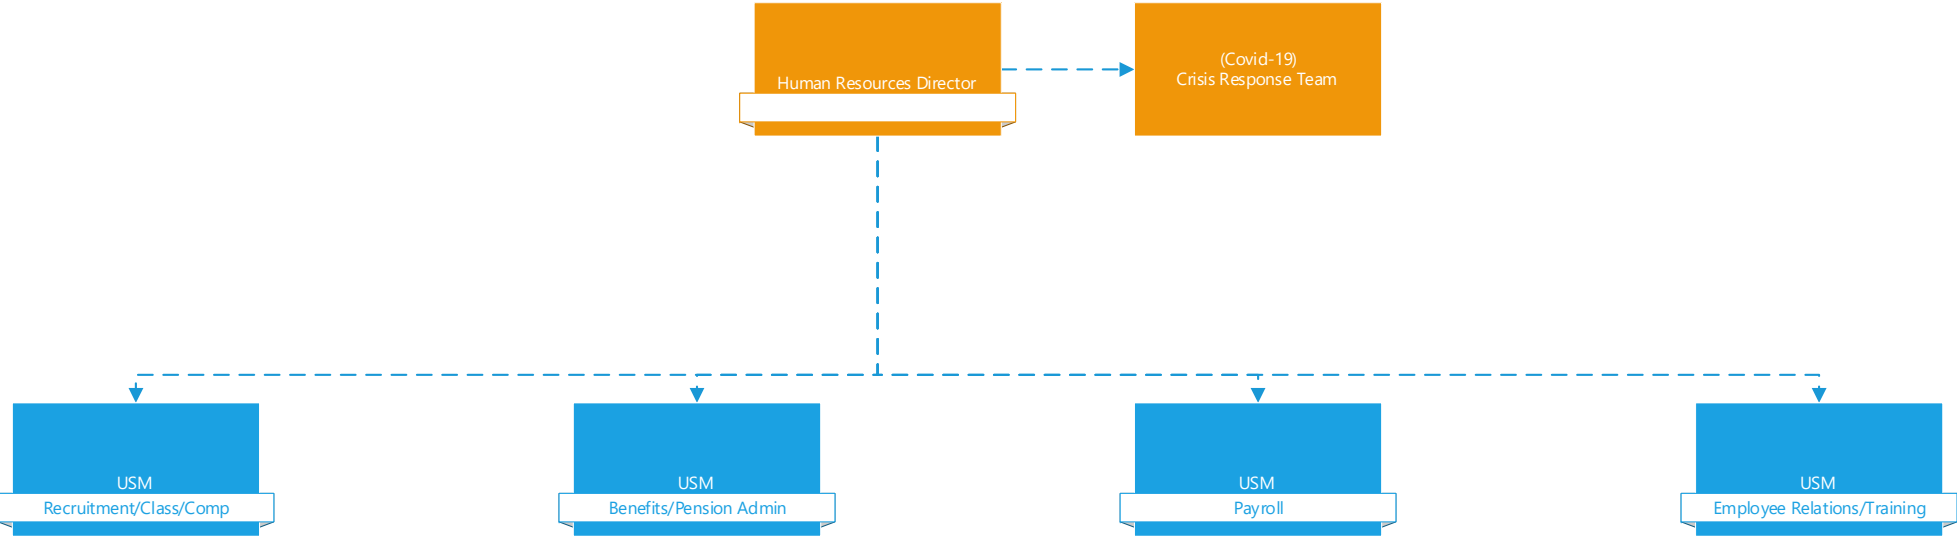 Human Resources Director
(Covid-19)
Crisis Response Team
USM
Recruitment/Class/Comp
USM
Benefits/Pension Admin
USM
Payroll
USM
Employee Relations/Training